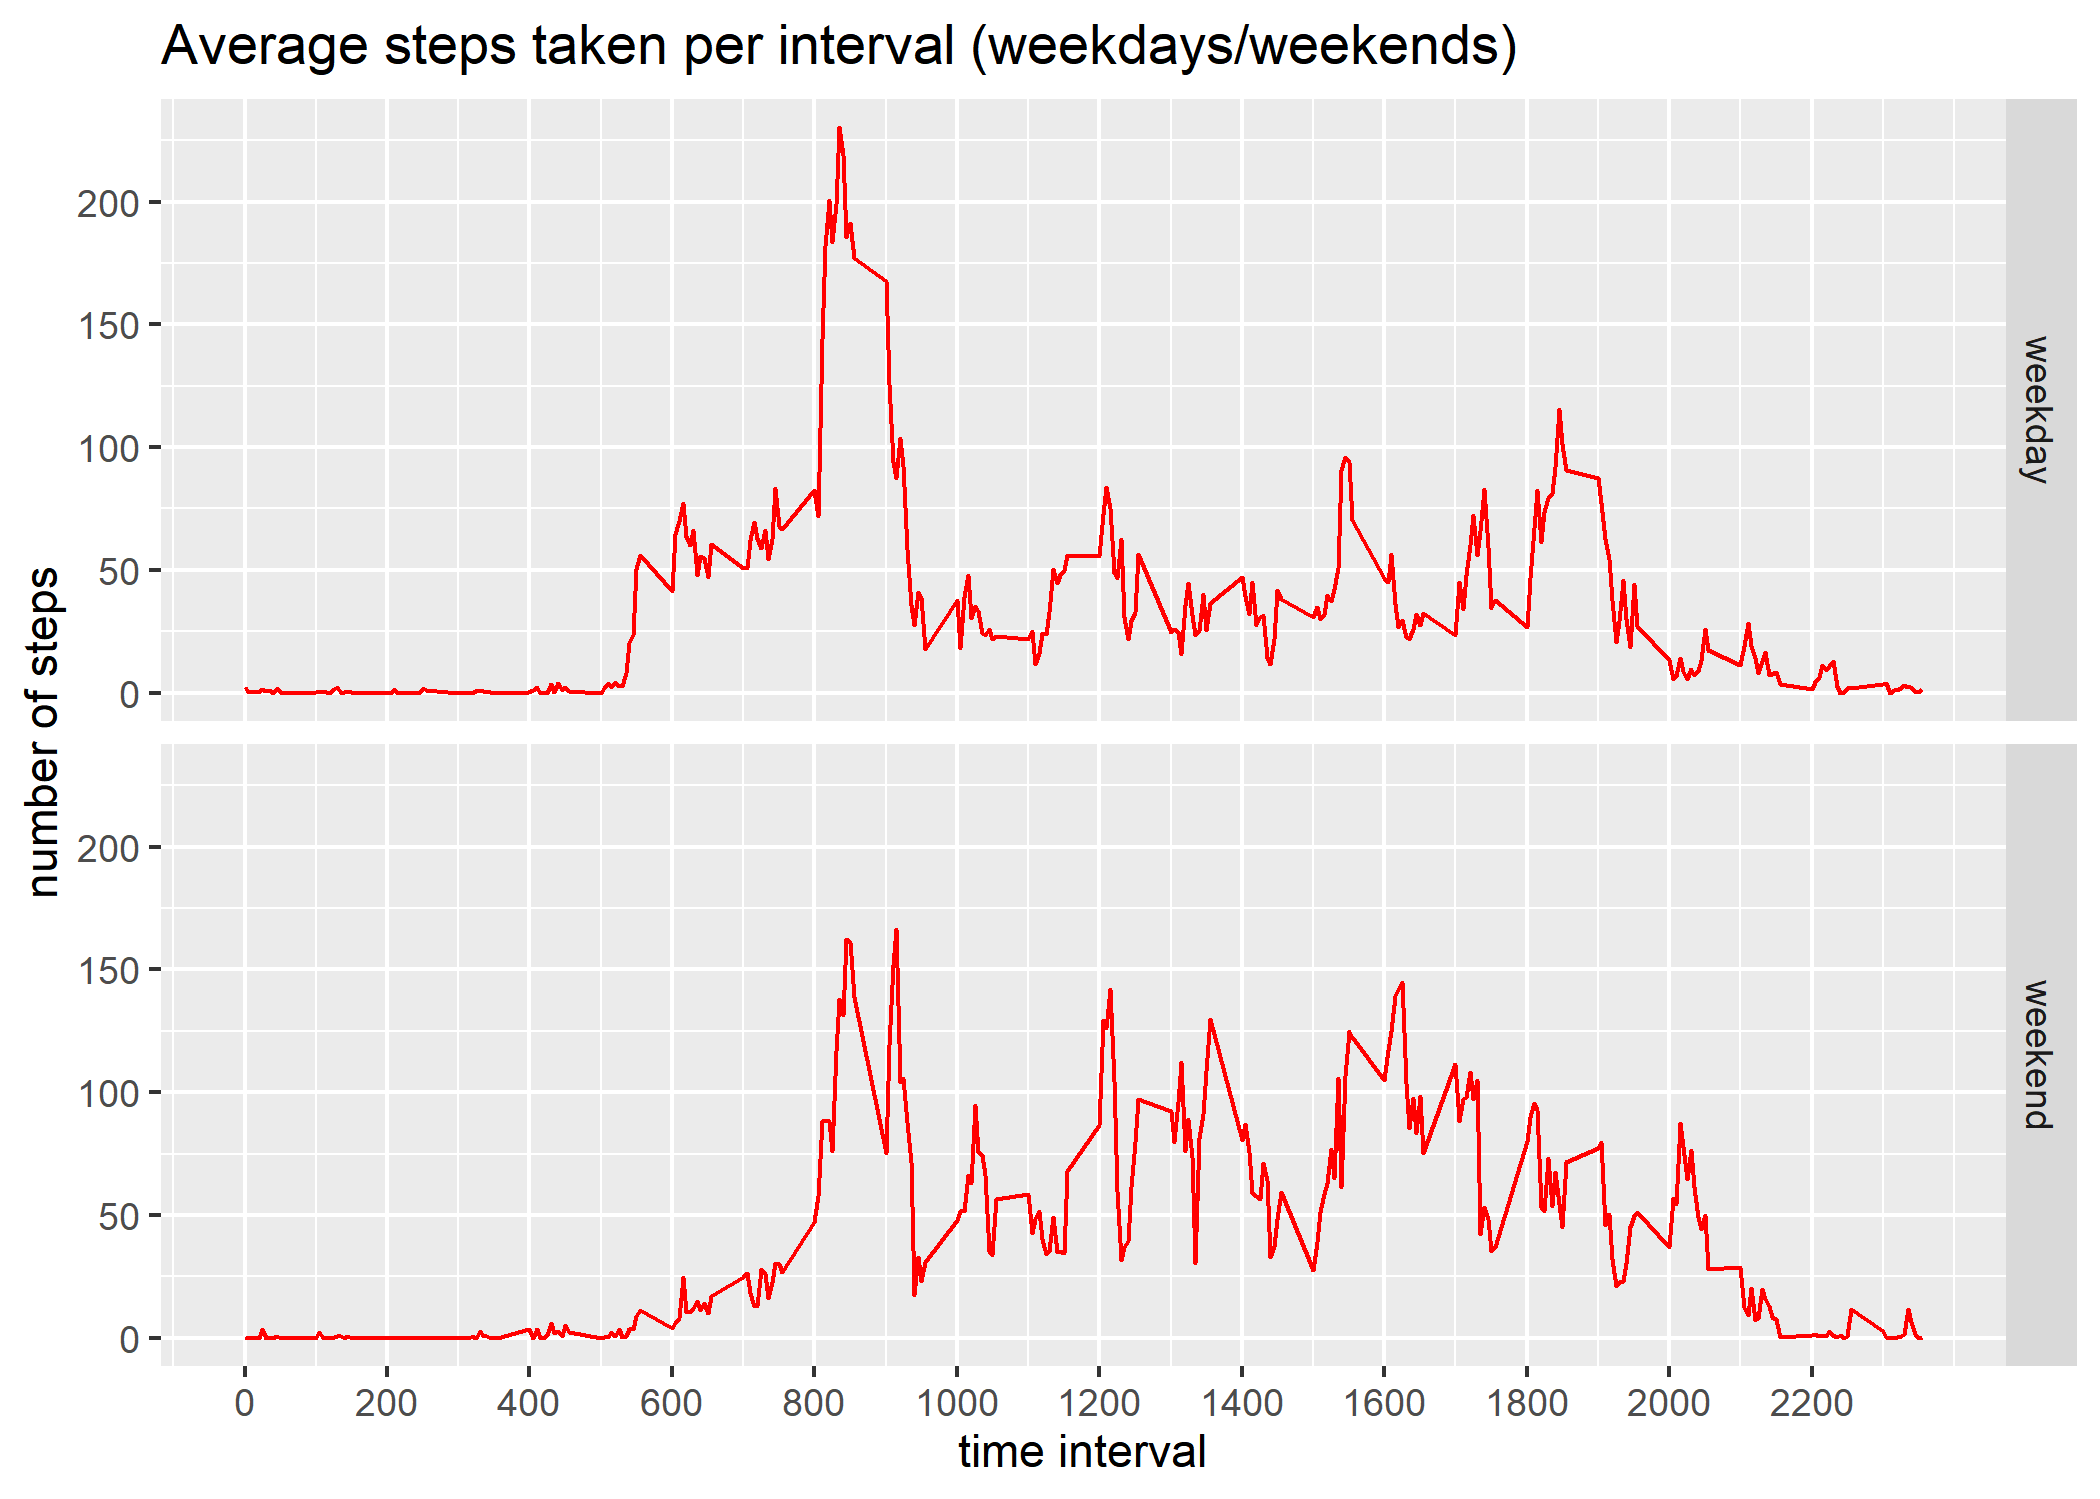 Average steps taken per interval (weekdays/weekends)
number of steps
200
150
100
50
0
weekday
200
150
100
50
0
weekend
0 200 400 600 800 1000 1200 1400 1600 1800 2000 2200
time interval